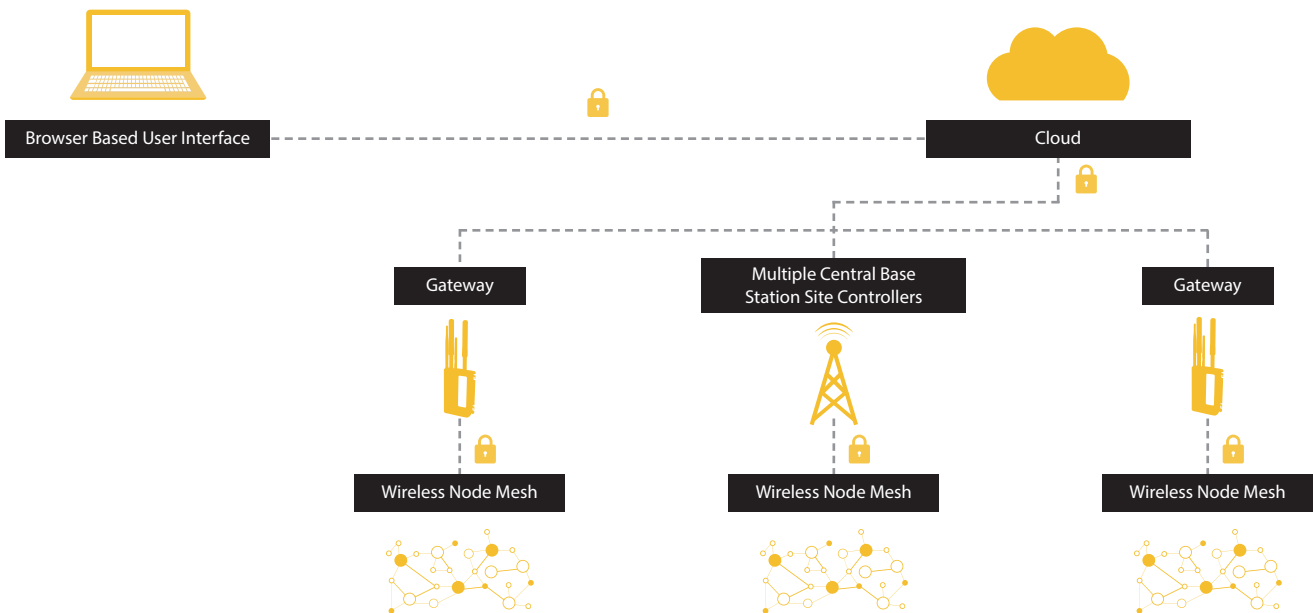 Browser Based User Interface
Cloud
Gateway
Multiple Central Base
Station Site Controllers
Gateway
Wireless Node Mesh
Wireless Node Mesh
Wireless Node Mesh